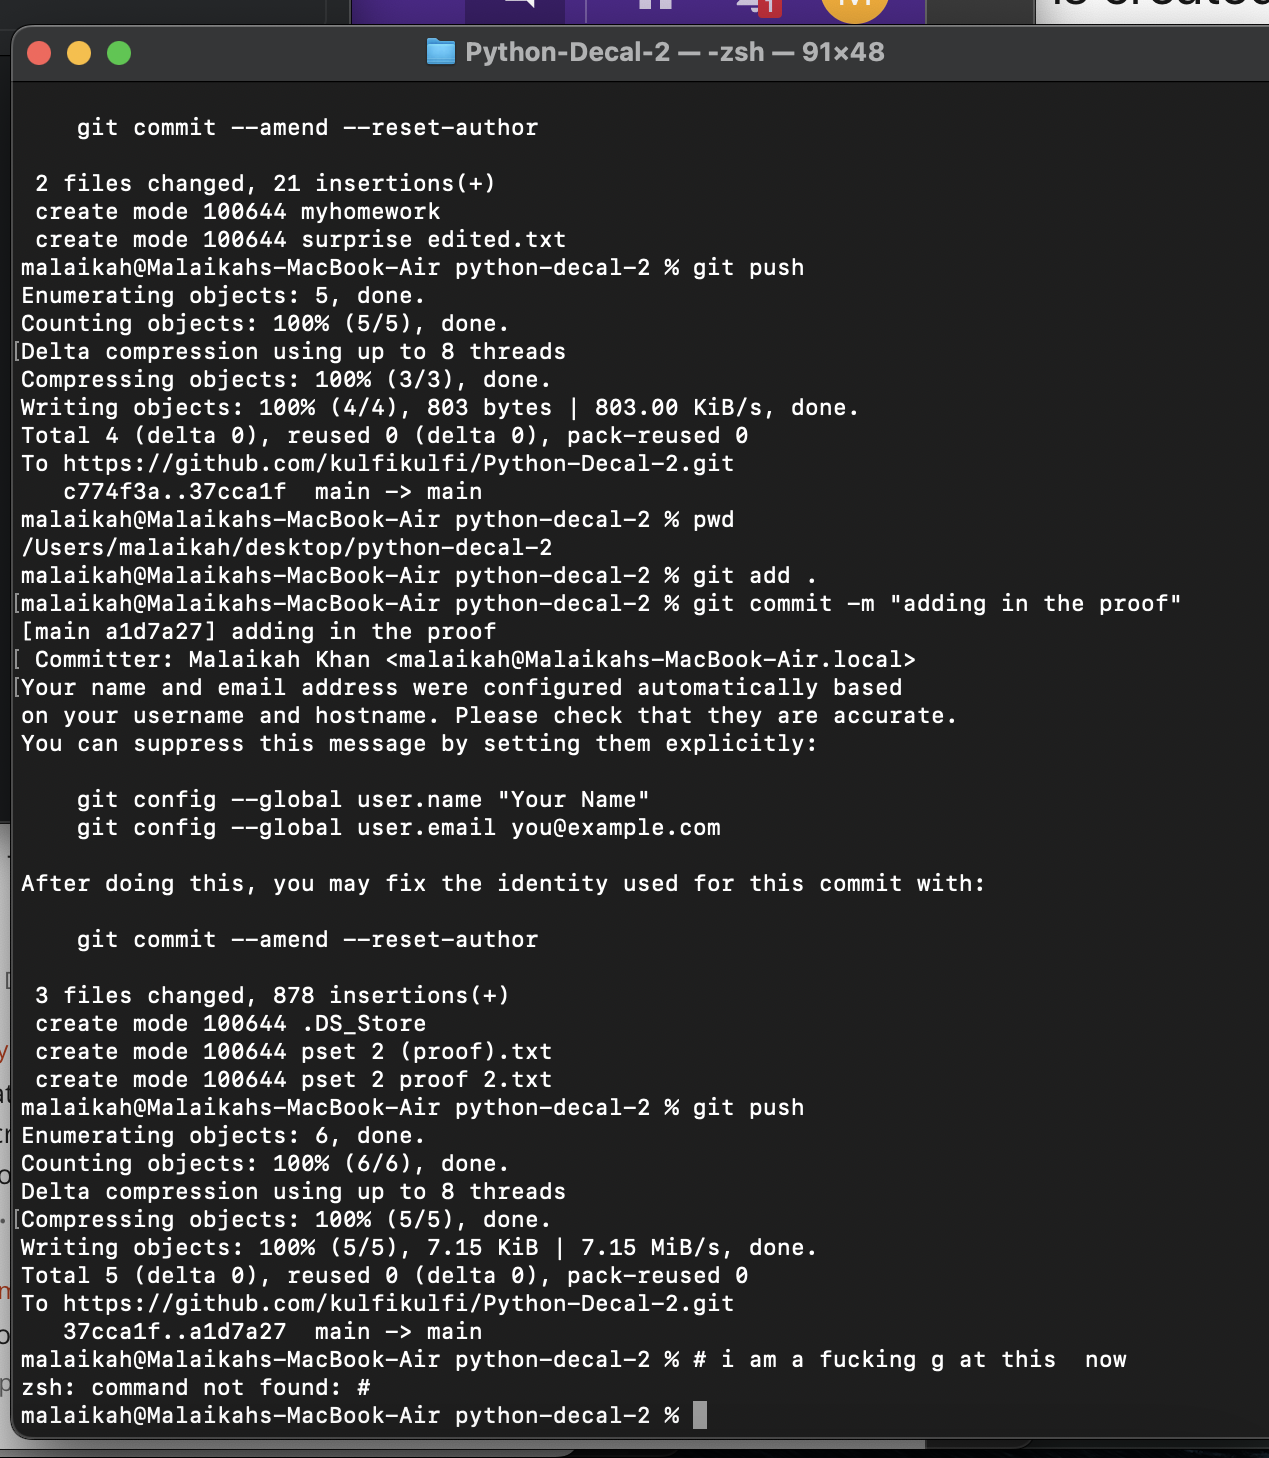 is created
1
M
Python-Decal-2 — -zsh — 91×48
git commit --amend --reset-author
2 files changed, 21 insertions(+)
create mode 100644 myhomework
create mode 100644 surprise edited.txt
malaikah@Malaikahs-MacBook-Air python-decal-2 % git push
Enumerating objects: 5, done.
Counting objects: 100% (5/5), done.
[Delta compression using up to 8 threads
Compressing objects: 100% (3/3), done.
Writing objects: 100% (4/4), 803 bytes | 803.00 KiB/s, done.
Total 4 (delta 0), reused 0 (delta 0), pack-reused 0
To https://github.com/kulfikulfi/Python-Decal-2.git
c774f3a..37cca1f  main -> main
malaikah@Malaikahs-MacBook-Air python-decal-2 % pwd
/Users/malaikah/desktop/python-decal-2
malaikah@Malaikahs-MacBook-Air python-decal-2 % git add .
[malaikah@Malaikahs-MacBook-Air python-decal-2 % git commit -m "adding in the proof"
[main a1d7a27] adding in the proof
[ Committer: Malaikah Khan <malaikah@Malaikahs-MacBook-Air.local>
[Your name and email address were configured automatically based
on your username and hostname. Please check that they are accurate.
You can suppress this message by setting them explicitly:
git config --global user.name "Your Name"
git config --global user.email you@example.com
After doing this, you may fix the identity used for this commit with:
git commit --amend --reset-author
3 files changed, 878 insertions(+)
create mode 100644 .DS_Store
create mode 100644 pset 2 (proof).txt
create mode 100644 pset 2 proof 2.txt
malaikah@Malaikahs-MacBook-Air python-decal-2 % git push
Enumerating objects: 6, done.
Counting objects: 100% (6/6), done.
Delta compression using up to 8 threads
[Compressing objects: 100% (5/5), done.
Writing objects: 100% (5/5), 7.15 KiB | 7.15 MiB/s, done.
Total 5 (delta 0), reused 0 (delta 0), pack-reused 0
To https://github.com/kulfikulfi/Python-Decal-2.git
37cca1f..a1d7a27  main -> main
malaikah@Malaikahs-MacBook-Air python-decal-2 % # i am a fucking g at this  now
zsh: command not found: #
malaikah@Malaikahs-MacBook-Air python-decal-2 %